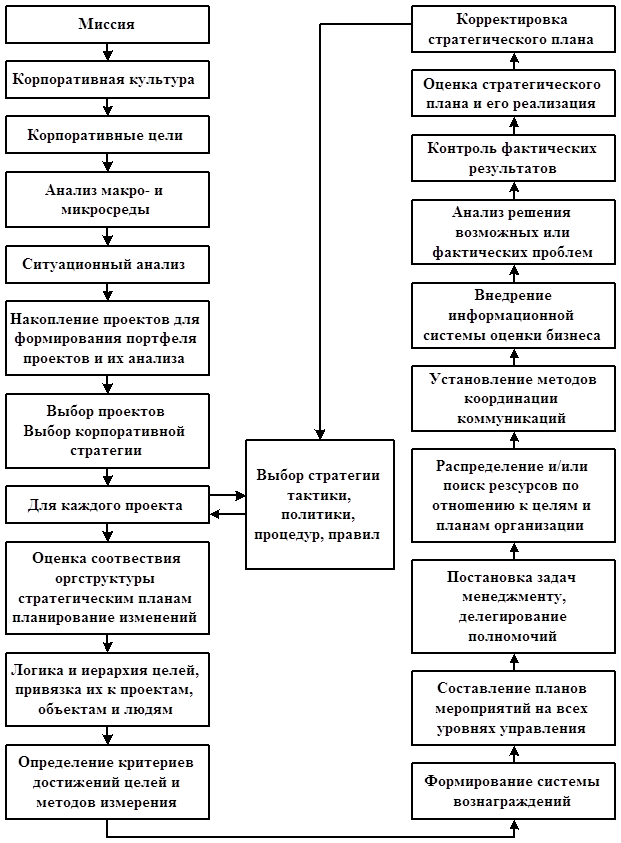 Миссия
Корпоративная культура
Корпоративные цели
Анализ макро- и
микросреды
Ситуационный анализ
Накопление проектов для
формирования портфеля
проектов и их анализа
Выбор проектов
Выбор корпоративной
стратегии
Для каждого проекта
Оценка соотвествия
оргструктуры
стратегическим планам
планирование изменений
Логика и иерархия целей,
привязка их к проектам,
объектам и людям
Определение критериев
достижений целей и
методов измерения
Выбор стратегии
тактики,
политики,
процедур, правил
Корректировка
стратегического плана
Оценка стратегического
плана и его реализация
Контроль фактических
результатов
Анализ решения
возможных или
фактических проблем
Внедрение
информационной
системы оценки бизнеса
Установление методов
координации
коммуникаций
Распределение и/или
поиск резсурсов по
отношению к целям и
планам организации
Постановка задач
менеджменту,
делегирование
полномочий
Составление планов
мероприятий на всех
уровнях управления
Формирование системы
вознаграждений